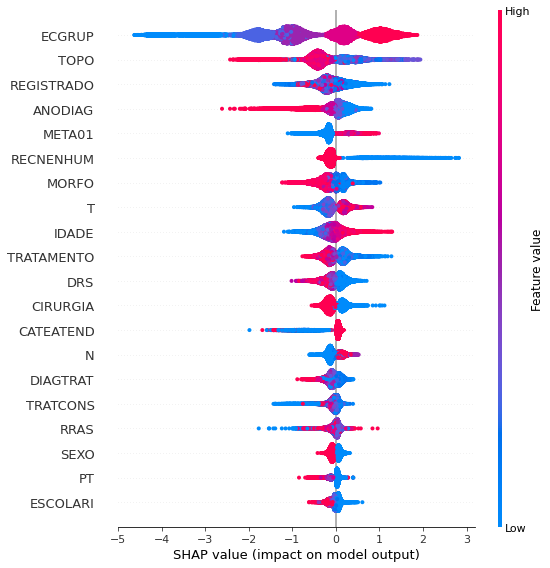 High
ECGRUP
TOPO
REGISTRADO
ANODIAG
META01
RECNENHUM
MORFO
T
IDADE
TRATAMENTO
DRS
CIRURGIA
CATEATEND
N
DIAGTRAT
TRATCONS
RRAS
SEXO
PT
ESCOLARI
Low
Feature value
−5 −4 −3 −2 −1 0 1 2 3
SHAP value (impact on model output)